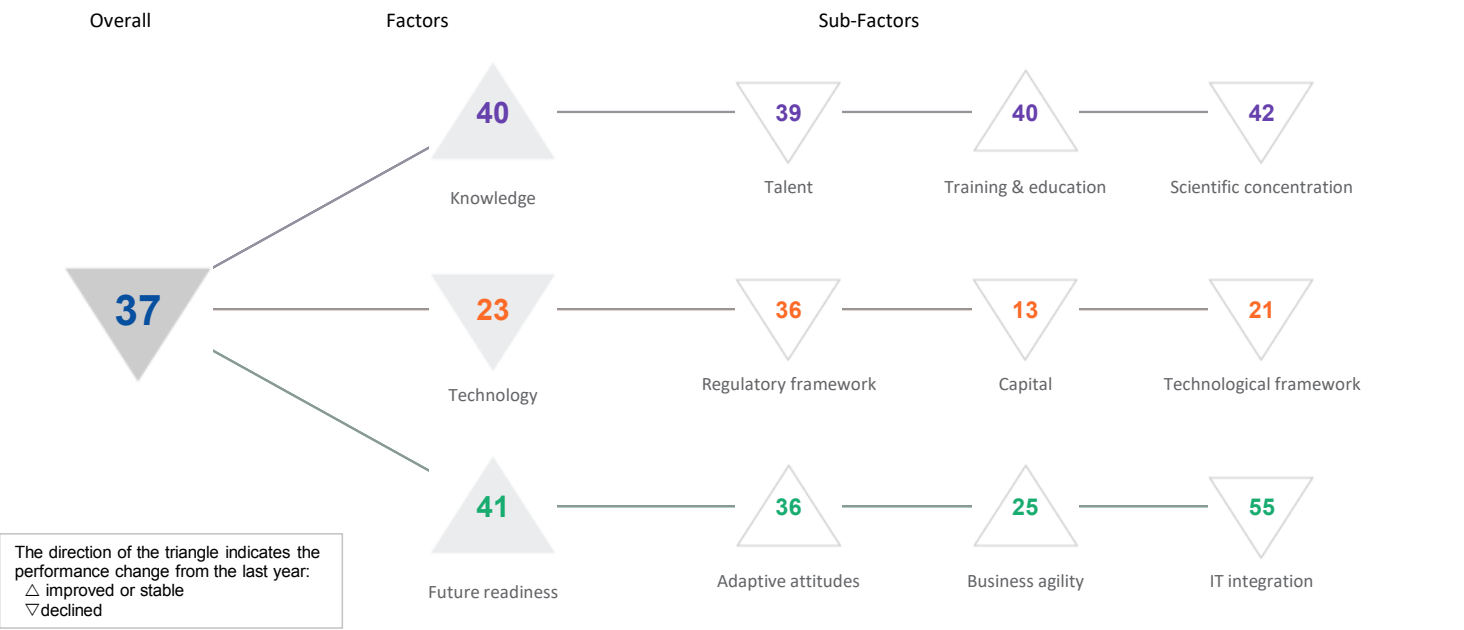 Overall
Factors
Sub-Factors
40
39
40
42
Knowledge
Talent
Training & education
Scientific concentration
37
23
36
13
21
Technology
Regulatory framework
Capital
Technological framework
41
36
25
55
Future readiness
Adaptive attitudes
Business agility
IT integration
The direction of the triangle indicates the
performance change from the last year:
△ improved or stable
▽declined